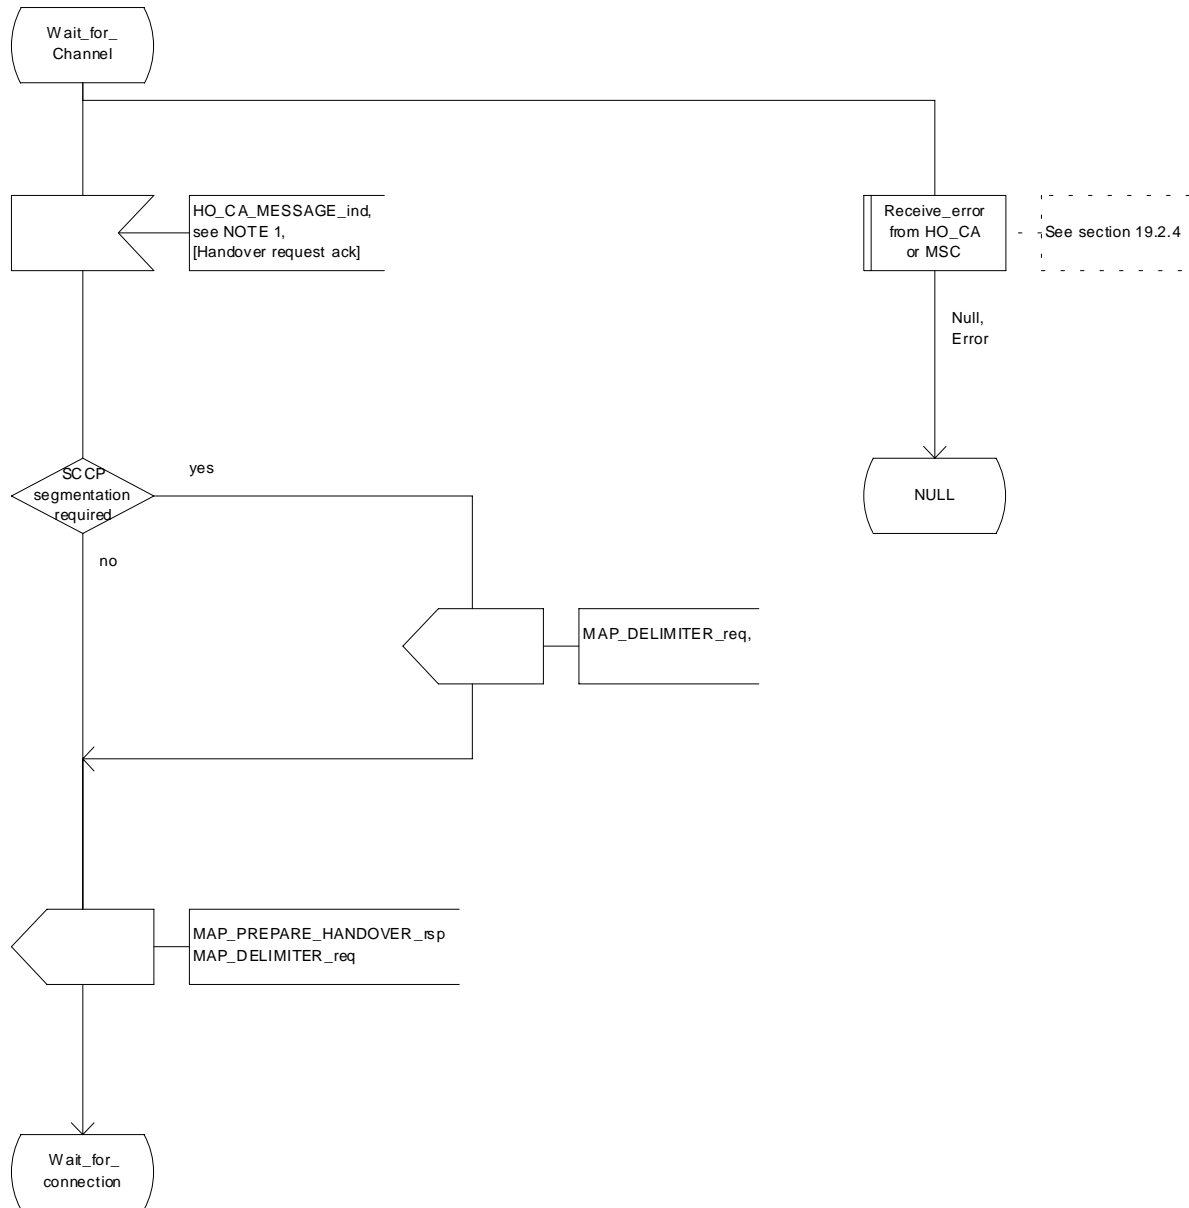 Wait_for_
Channel
HO_CA_MESSAGE_ind,
see NOTE 1,
[Handover request ack]
Receive_error
from HO_CA
or MSC
See section 19.2.4
Null,
Error
SCCP
segmentation
required
yes
NULL
no
MAP_DELIMITER_req,
MAP_PREPARE_HANDOVER_rsp
MAP_DELIMITER_req
Wait_for_
connection